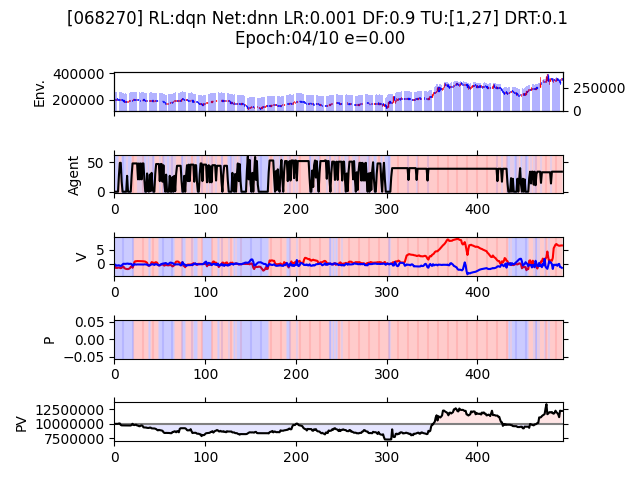 [068270] RL:dqn Net:dnn LR:0.001 DF:0.9 TU:[1,27] DRT:0.1
Epoch:04/10 e=0.00
400000
200000
Env.
250000
0
50
0
Agent
0 100 200 300 400
5
0
V
0 100 200 300 400
0.05
0.00
−0.05
P
0 100 200 300 400
12500000
10000000
7500000
PV
0 100 200 300 400